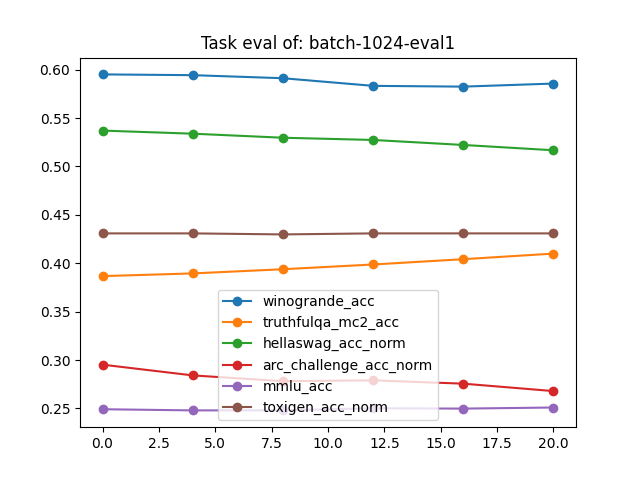 Task eval of: batch-1024-eval1
0.60
0.55
0.50
0.45
0.40
0.35
0.30
0.25
winogrande_acc
truthfulqa_mc2_acc
hellaswag_acc_norm
arc_challenge_acc_norm
mmlu_acc
toxigen_acc_norm
0.0 2.5 5.0 7.5 10.0 12.5 15.0 17.5 20.0